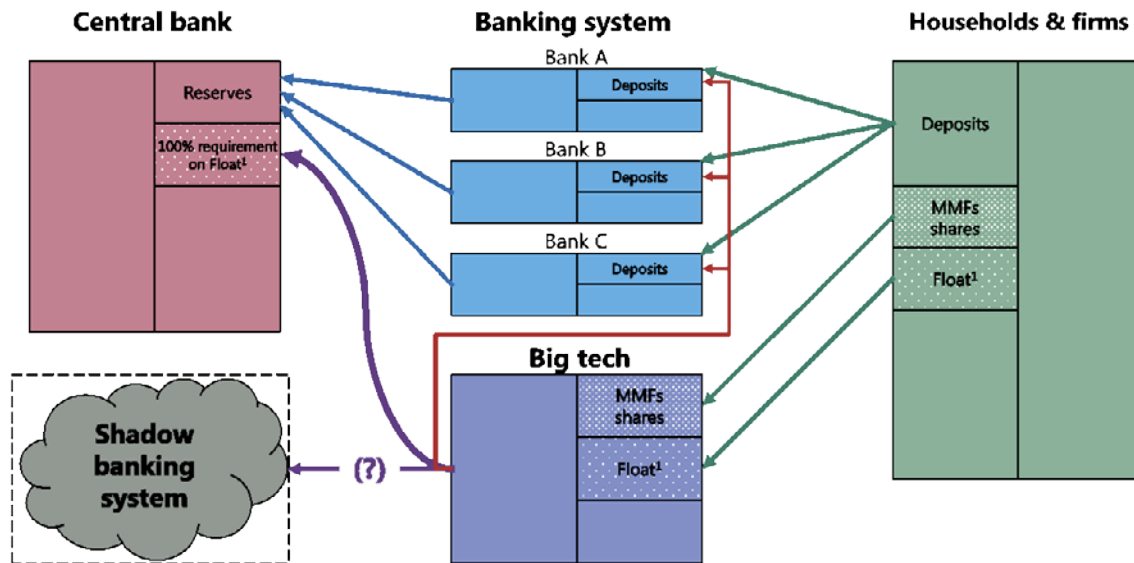 Central bank
Banking system
Households & firms
Bank A
Reserves
Deposits
100% requirement
on Float¹
Bank B
Deposits
Deposits
MMFs
shares
Bank C
Deposits
Float¹
Big tech
MMFs
shares
Float¹
Shadow
banking
system
(?)